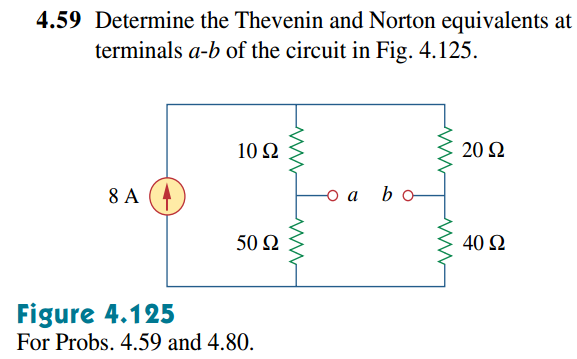 4.59 Determine the Thevenin and Norton equivalents at
terminals a-b of the circuit in Fig. 4.125.
10 Ω
20 Ω
8 A
a b
50 Ω
40 Ω
Figure 4.125
For Probs. 4.59 and 4.80.